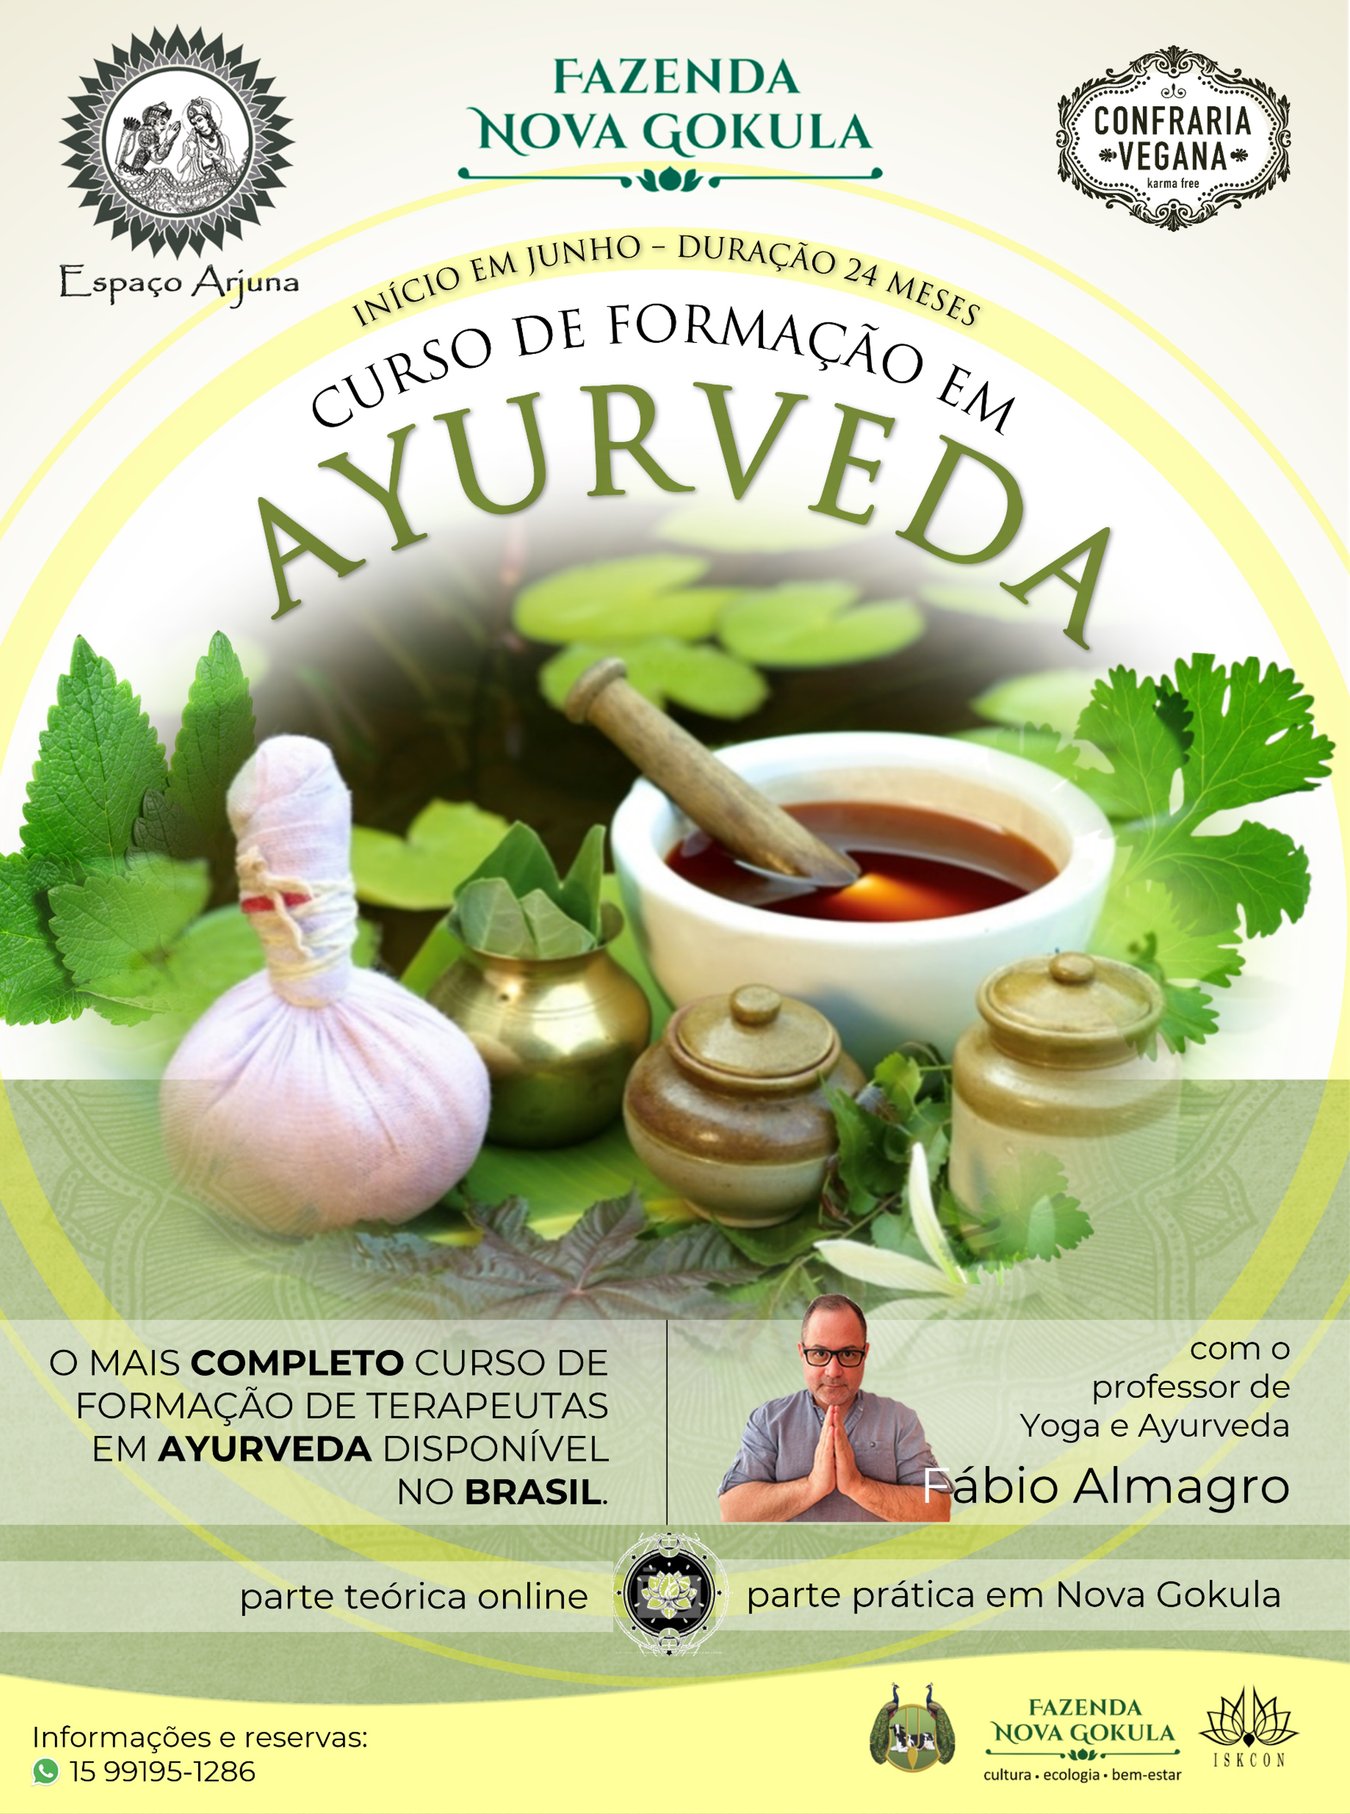 Espaço Arjuna
FAZENDA
NOVA GOKULA
CONFRARIA
VEGANA
karma free
INÍCIO EM JUNHO – DURAÇÃO 24 MESES
CURSO DE FORMAÇÃO EM
AYURVEDA
O MAIS COMPLETO CURSO DE
FORMAÇÃO DE TERAPEUTAS
EM AYURVEDA DISPONÍVEL
NO BRASIL.
com o
professor de
Yoga e Ayurveda
Fábio Almagro
parte teórica online
parte prática em Nova Gokula
Informações e reservas:
15 99195-1286
FAZENDA
NOVA GOKULA
cultura • ecologia • bem-estar
ISKCON